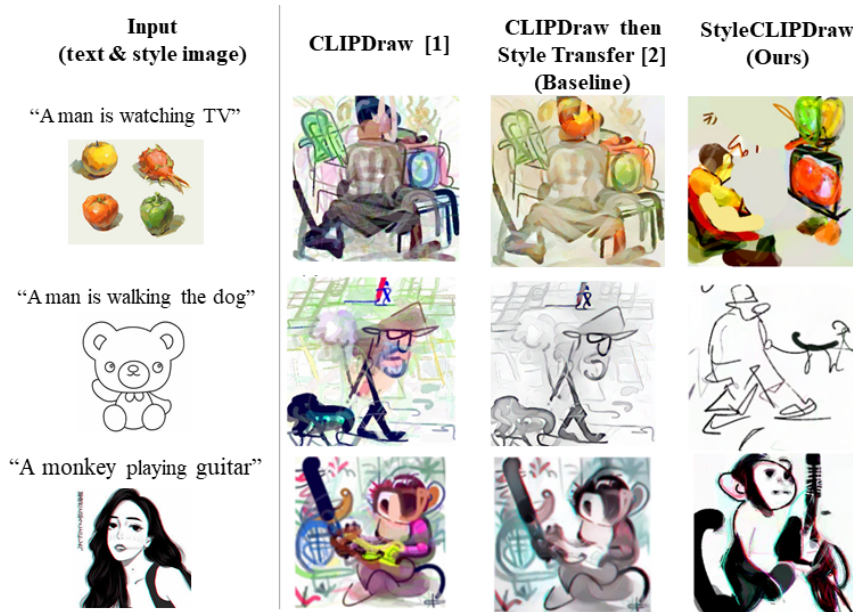 Input
(text & style image)
CLIPDraw [1]
CLIPDraw then
Style Transfer [2]
(Baseline)
StyleCLIPDraw
(Ours)
“A man is watching TV”
“A man is walking the dog”
“A monkey playing guitar”